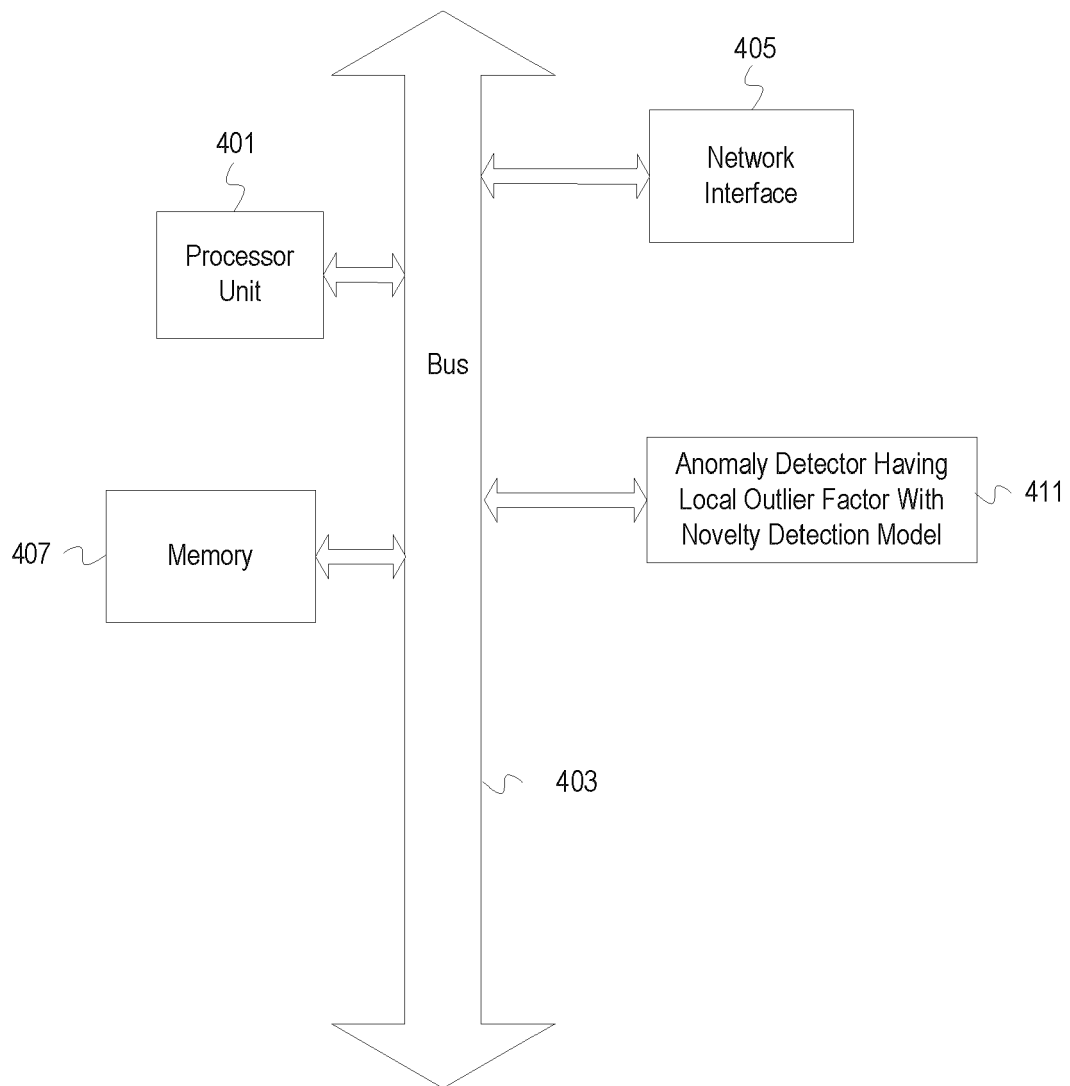 405
Network
Interface
401
Processor
Unit
Bus
Anomaly Detector Having
Local Outlier Factor With
Novelty Detection Model
411
407
Memory
403